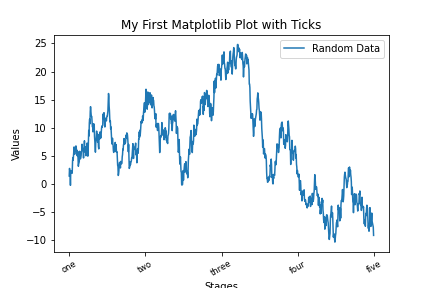 My First Matplotlib Plot with Ticks
Random Data
25
20
15
10
5
0
−5
−10
Values
one two three four five
Stages